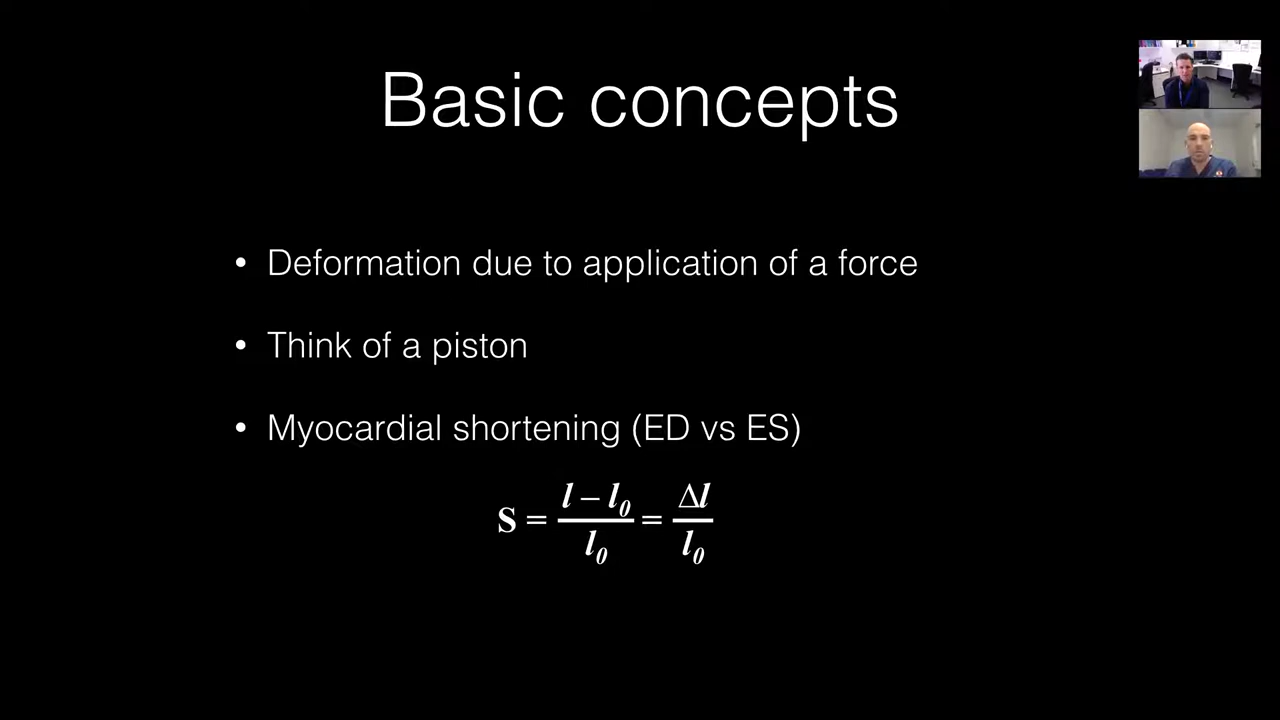 Basic concepts
• Deformation due to application of a force
• Think of a piston
• Myocardial shortening (ED vs ES)
S = (l – l₀)/l₀ = Δl/l₀